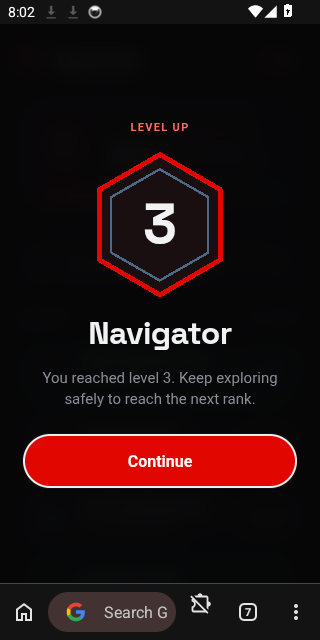 8:02
LEVEL UP
3
Navigator
You reached level 3. Keep exploring
safely to reach the next rank.
Continue
Search G
7